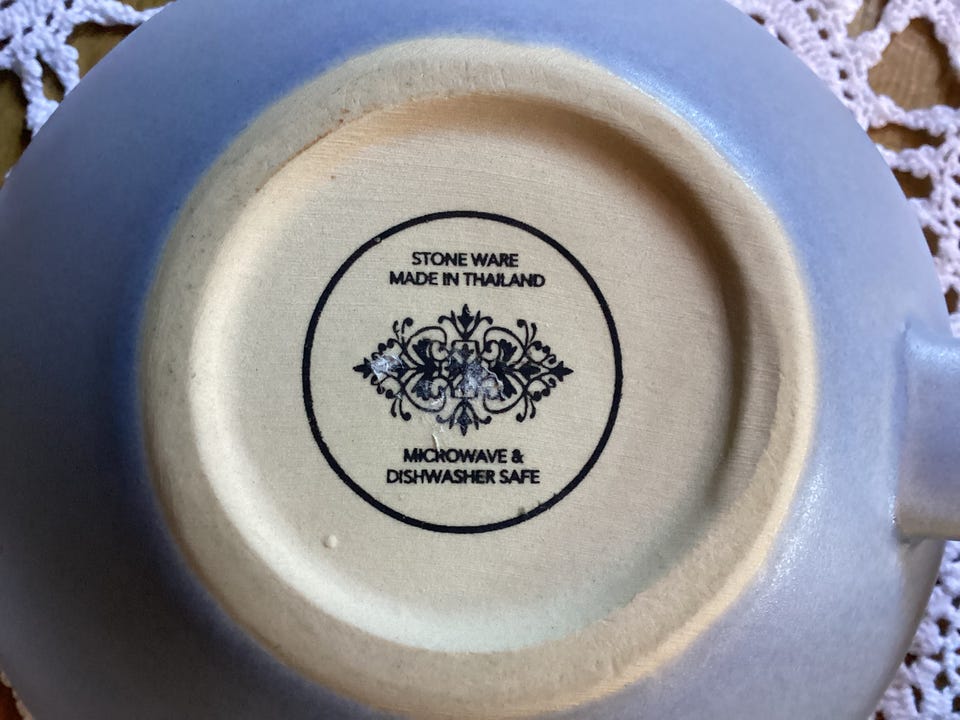 STONE WARE
MADE IN THAILAND
MICROWAVE &
DISHWASHER SAFE